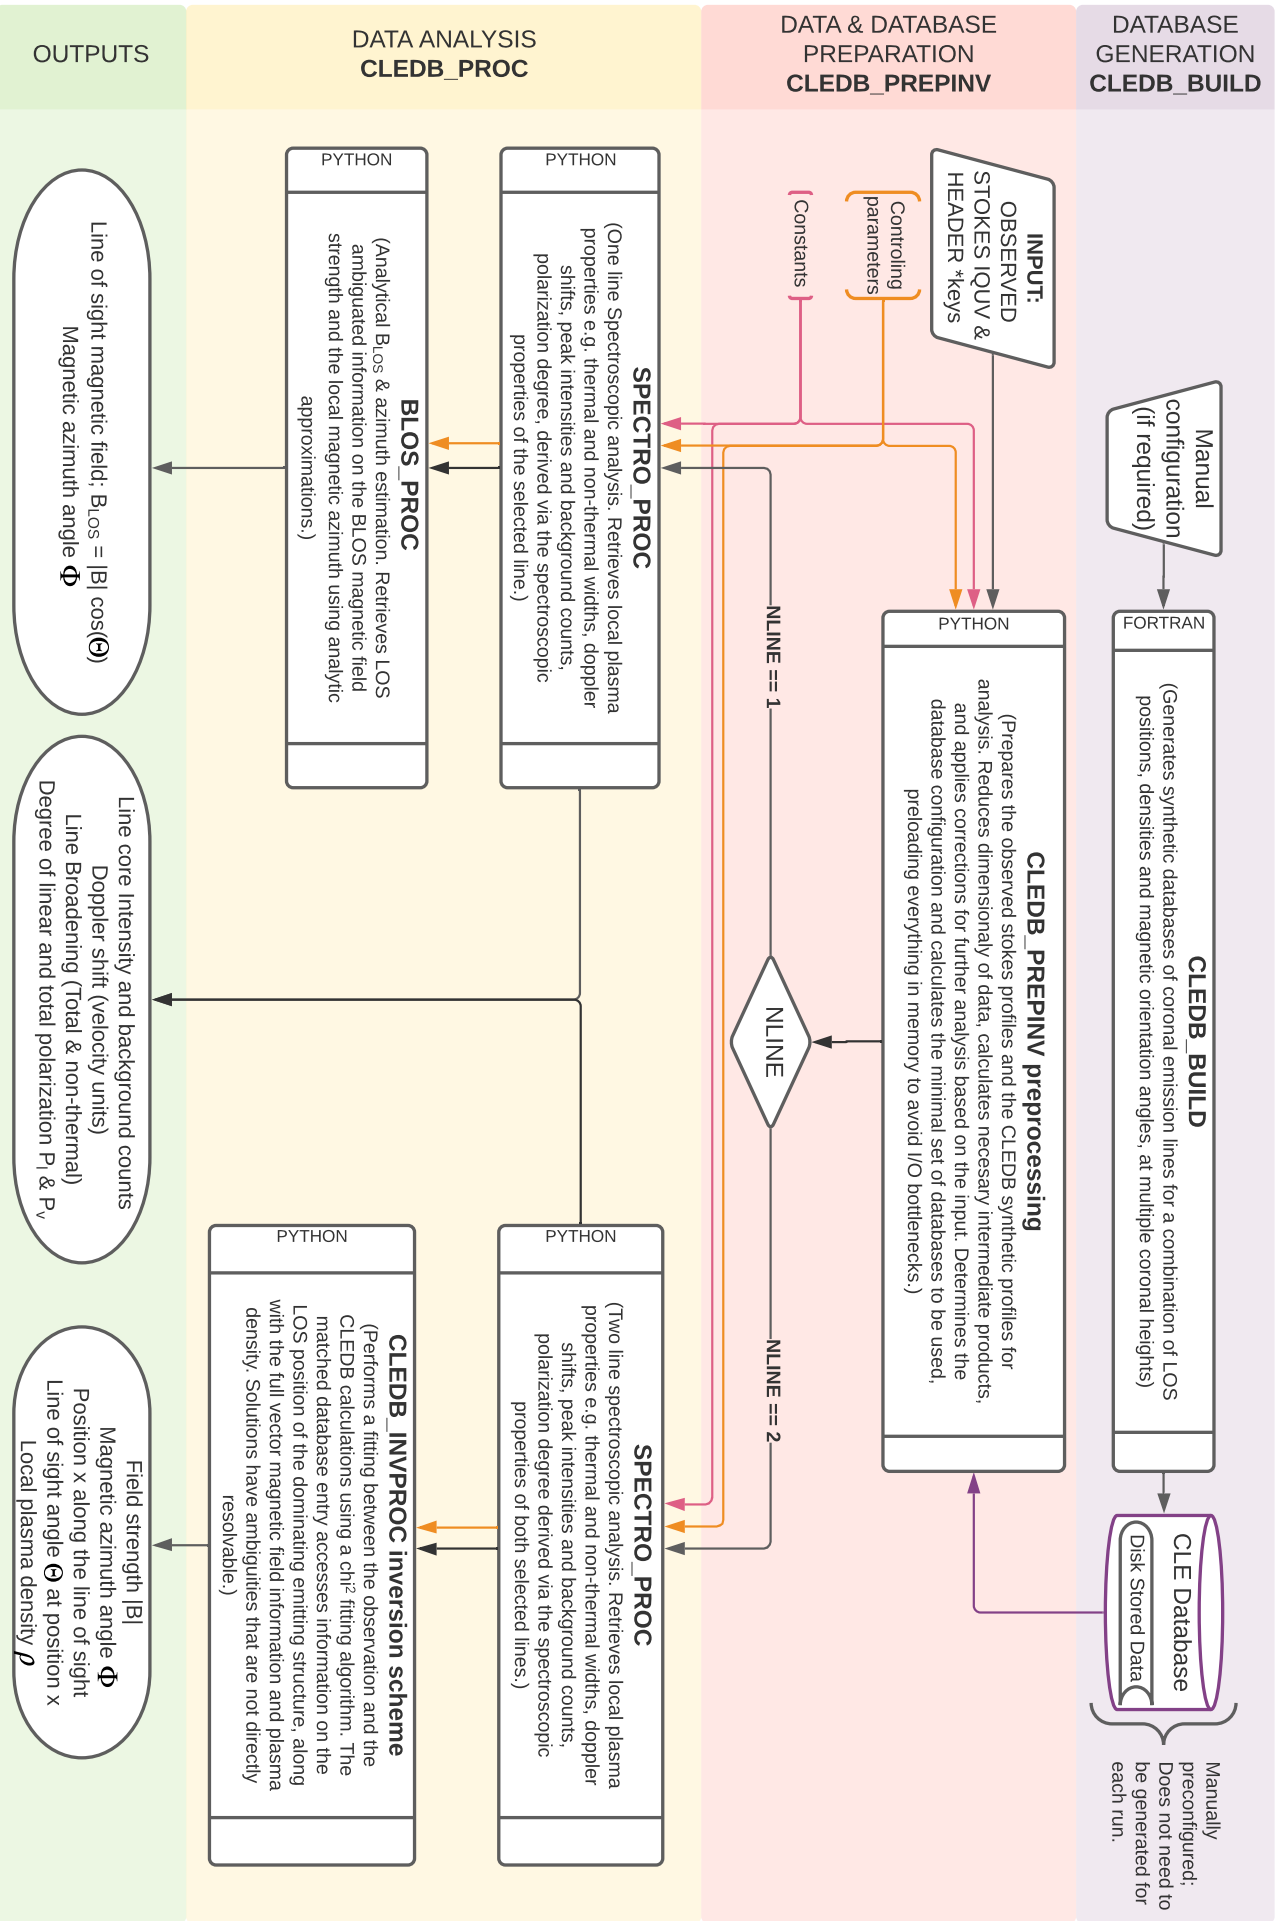 OUTPUTS
DATA ANALYSIS
CLEDB_PROC
DATA & DATABASE
PREPARATION
CLEDB_PREPINV
DATABASE
GENERATION
CLEDB_BUILD
Manual
configuration
(if required)
FORTRAN
CLEDB_BUILD
(Generates synthetic databases of coronal emission lines for a combination of LOS
positions, densities and magnetic orientation angles, at multiple coronal heights)
CLE Database
Disk Stored Data
Manually
preconfigured;
Does not need to
be generated for
each run.
INPUT:
OBSERVED
STOKES IQUV &
HEADER *keys
Controling
parameters
Constants
PYTHON
CLEDB_PREPINV preprocessing
(Prepares the observed stokes profiles and the CLEDB synthetic profiles for
analysis. Reduces dimensionaly of data, calculates necesary intermediate products,
and applies corrections for further analysis based on the input. Determines the
database configuration and calculates the minimal set of databases to be used,
preloading everything in memory to avoid I/O bottlenecks.)
NLINE == 1
NLINE
NLINE == 2
PYTHON
SPECTRO_PROC
(One line Spectroscopic analysis. Retrieves local plasma
properties e.g. thermal and non-thermal widths, doppler
shifts, peak intensities and background counts,
polarization degree, derived via the spectroscopic
properties of the selected line.)
PYTHON
SPECTRO_PROC
(Two line spectroscopic analysis. Retrieves local plasma
properties e.g. thermal and non-thermal widths, doppler
shifts, peak intensities and background counts,
polarization degree derived via the spectroscopic
properties of both selected lines.)
PYTHON
BLOS_PROC
(Analytical B_LOS & azimuth estimation. Retrieves LOS
ambiguated information on the BLOS magnetic field
strength and the local magnetic azimuth using analytic
approximations.)
PYTHON
CLEDB_INVPROC inversion scheme
(Performs a fitting between the observation and the
CLEDB calculations using a chi² fitting algorithm. The
matched database entry accesses information on the
LOS position of the dominating emitting structure, along
with the full vector magnetic field information and plasma
density. Solutions have ambiguities that are not directly
resolvable.)
Line of sight magnetic field; B_LOS = |B| cos(Θ)
Magnetic azimuth angle Φ
Line core Intensity and background counts
Doppler shift (velocity units)
Line Broadening (Total & non-thermal)
Degree of linear and total polarization P_l & P_v
Field strength |B|
Magnetic azimuth angle Φ
Position x along the line of sight
Line of sight angle Θ at position x
Local plasma density ρ